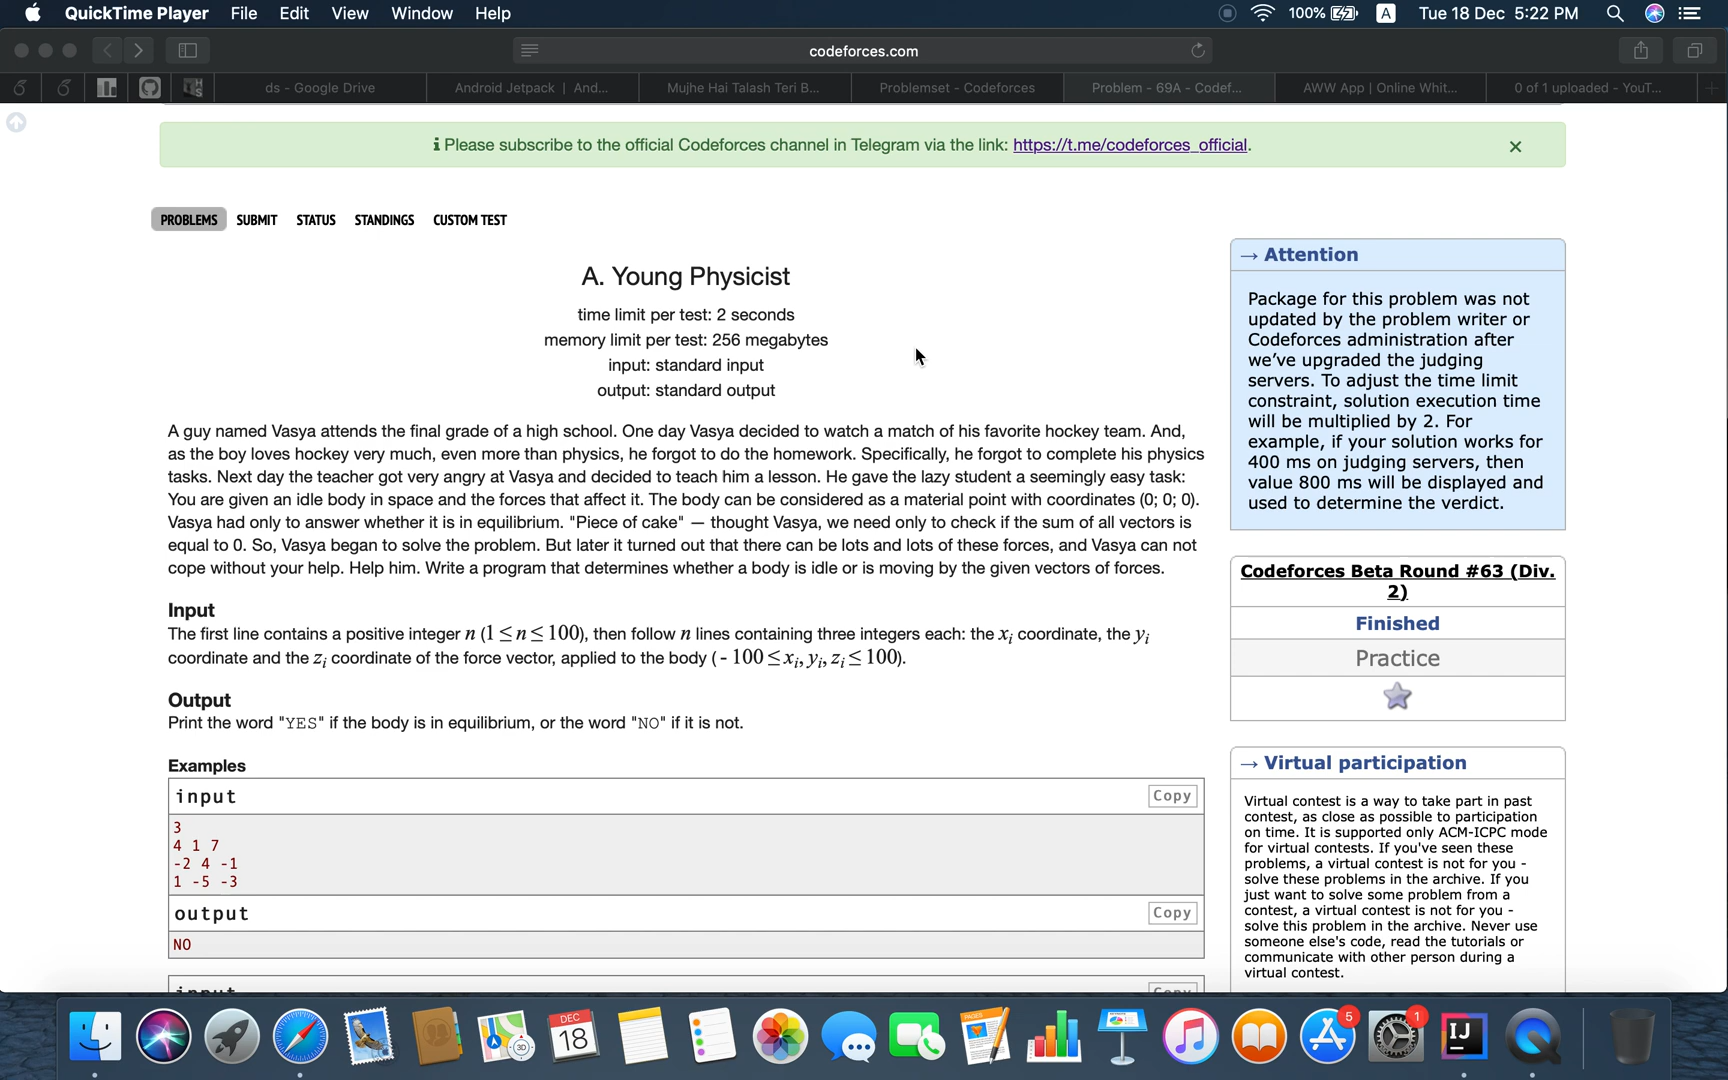 QuickTime Player File Edit View Window Help 100% A Tue 18 Dec 5:22 PM
codeforces.com
ds - Google Drive Android Jetpack | And... Mujhe Hai Talash Teri B... Problemset - Codeforces Problem - 69A - Codef... AWW App | Online Whit... 0 of 1 uploaded - YouT...
Please subscribe to the official Codeforces channel in Telegram via the link: https://t.me/codeforces_official. ×
PROBLEMS SUBMIT STATUS STANDINGS CUSTOM TEST
A. Young Physicist
time limit per test: 2 seconds
memory limit per test: 256 megabytes
input: standard input
output: standard output
A guy named Vasya attends the final grade of a high school. One day Vasya decided to watch a match of his favorite hockey team. And,
as the boy loves hockey very much, even more than physics, he forgot to do the homework. Specifically, he forgot to complete his physics
tasks. Next day the teacher got very angry at Vasya and decided to teach him a lesson. He gave the lazy student a seemingly easy task:
You are given an idle body in space and the forces that affect it. The body can be considered as a material point with coordinates (0; 0; 0).
Vasya had only to answer whether it is in equilibrium. "Piece of cake" — thought Vasya, we need only to check if the sum of all vectors is
equal to 0. So, Vasya began to solve the problem. But later it turned out that there can be lots and lots of these forces, and Vasya can not
cope without your help. Help him. Write a program that determines whether a body is idle or is moving by the given vectors of forces.
Input
The first line contains a positive integer n (1 ≤ n ≤ 100), then follow n lines containing three integers each: the xᵢ coordinate, the yᵢ
coordinate and the zᵢ coordinate of the force vector, applied to the body ( - 100 ≤ xᵢ, yᵢ, zᵢ ≤ 100).
Output
Print the word "YES" if the body is in equilibrium, or the word "NO" if it is not.
Examples
input Copy
3
4 1 7
-2 4 -1
1 -5 -3
output Copy
NO
input Copy
→ Attention
Package for this problem was not
updated by the problem writer or
Codeforces administration after
we've upgraded the judging
servers. To adjust the time limit
constraint, solution execution time
will be multiplied by 2. For
example, if your solution works for
400 ms on judging servers, then
value 800 ms will be displayed and
used to determine the verdict.
Codeforces Beta Round #63 (Div.
2)
Finished
Practice
→ Virtual participation
Virtual contest is a way to take part in past
contest, as close as possible to participation
on time. It is supported only ACM-ICPC mode
for virtual contests. If you've seen these
problems, a virtual contest is not for you -
solve these problems in the archive. If you
just want to solve some problem from a
contest, a virtual contest is not for you -
solve this problem in the archive. Never use
someone else's code, read the tutorials or
communicate with other person during a
virtual contest.
3D
DEC
18
PAGES
5
1
IJ